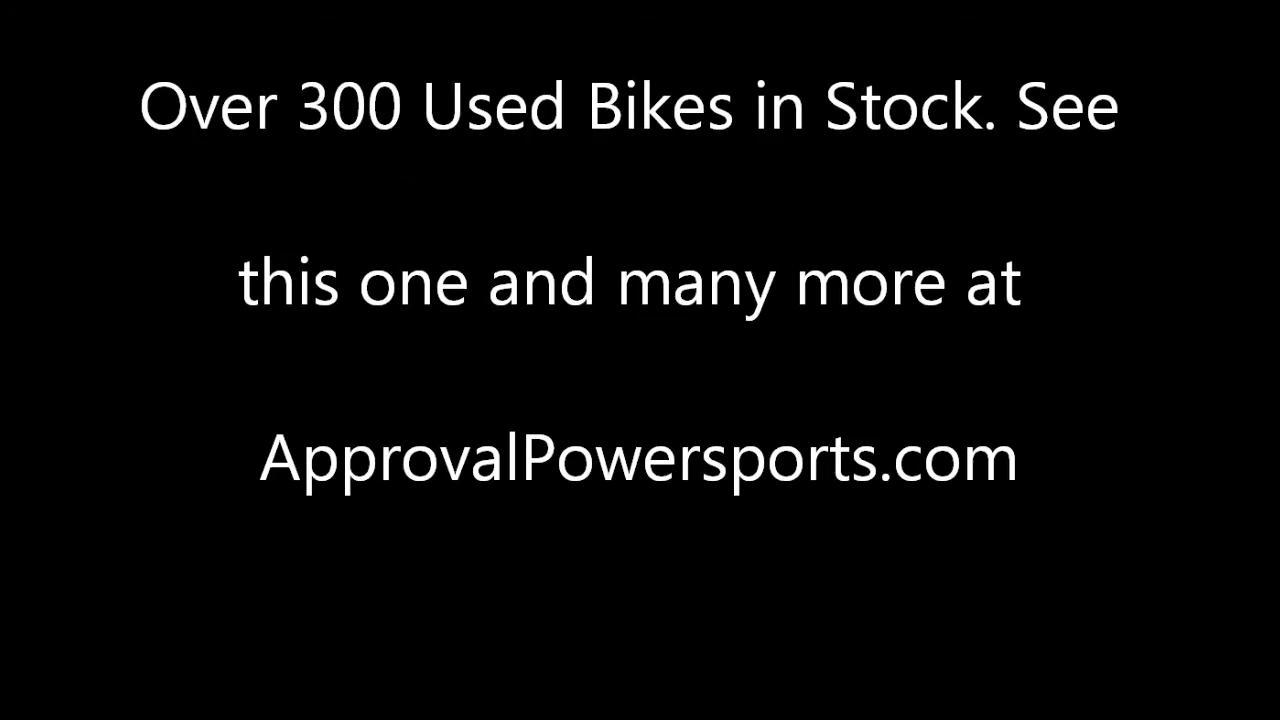 Over 300 Used Bikes in Stock. See
this one and many more at
ApprovalPowersports.com